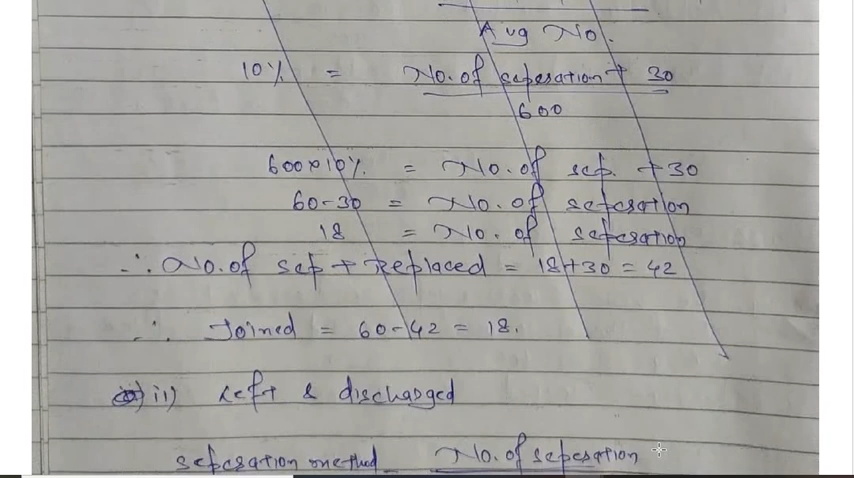 Avg No.
10% = No. of seperation + 30
600
600×10% = No. of sep. + 30
60-30 = No. of seperation
18 = No. of seperation
∴ No. of sep + Replaced = 18+30 = 42
∴ Joined = 60-42 = 18.
ii) Left & discharged
seperation method No. of seperation